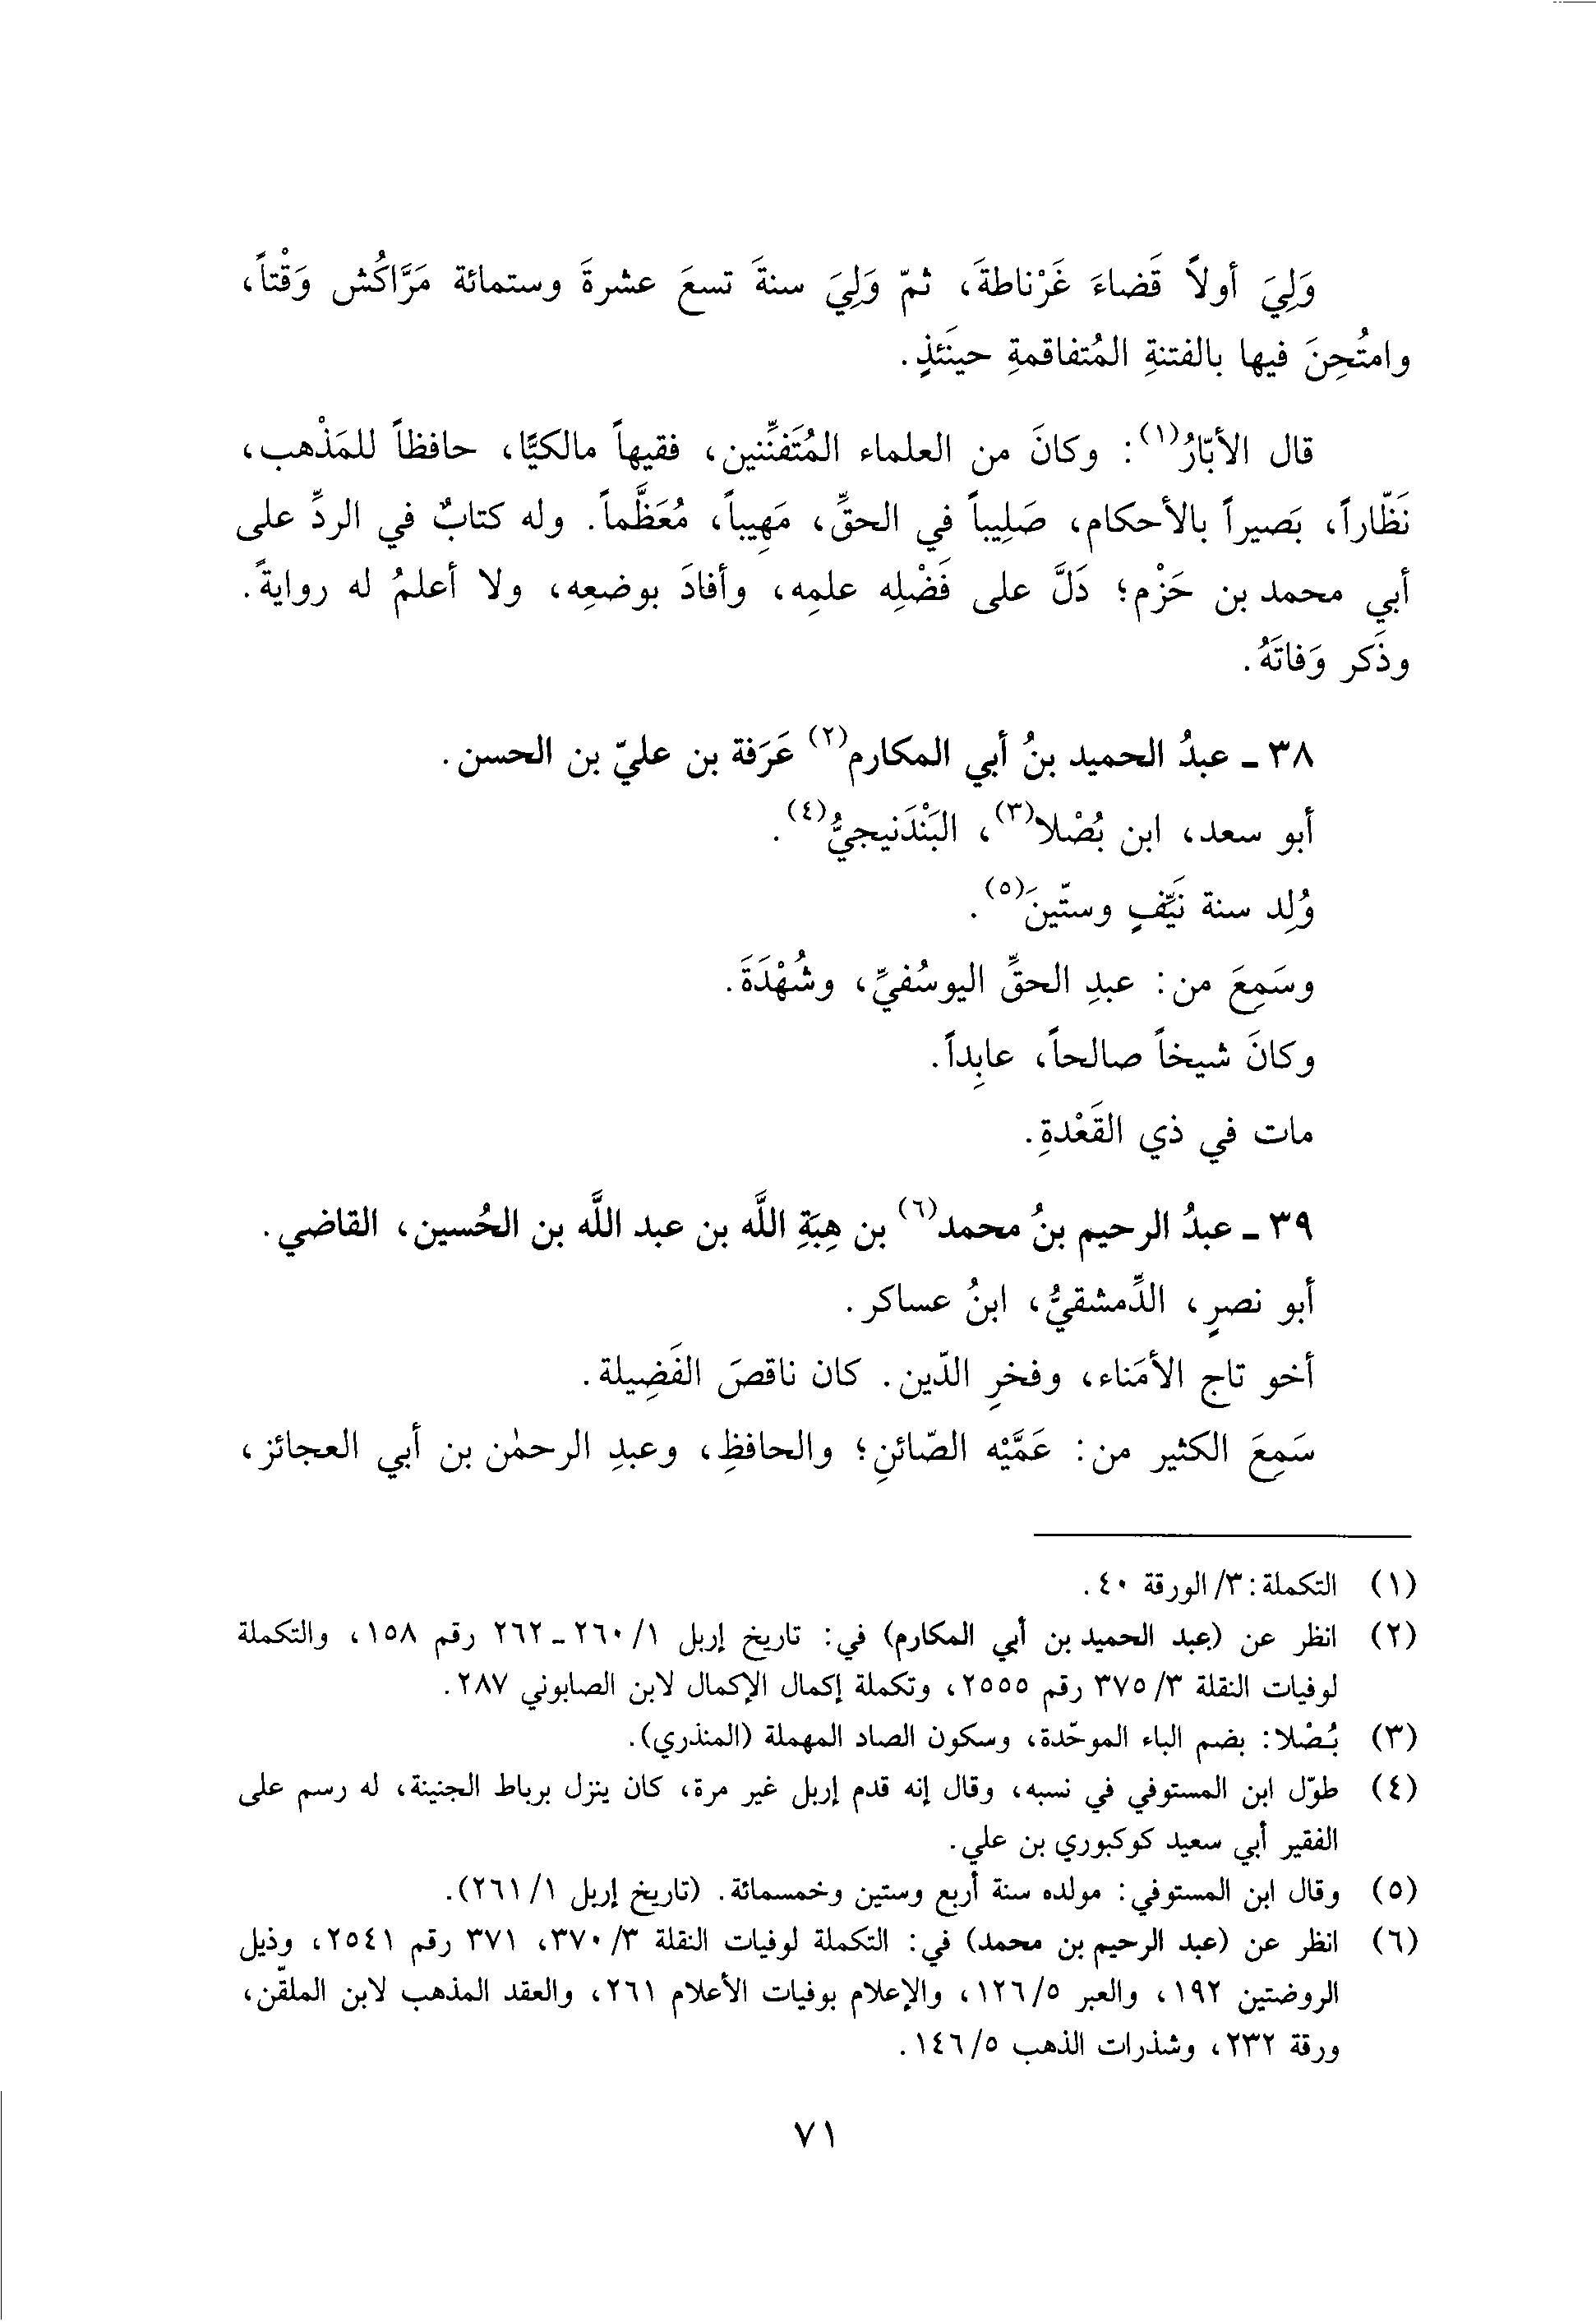 وَلِيَ أولاً قَضاءَ غَرْناطةَ، ثمّ وَلِيَ سنةَ تسعَ عشرةَ وستمائة مَرَّاكُش وَقْتاً،
وامتُحِنَ فيها بالفتنةِ المُتفاقمةِ حينَئذٍ.
قال الأبّارُ(١): وكانَ من العلماء المُتَفنِّنين، فقيهاً مالكيًّا، حافظاً للمَذْهب،
نَظّاراً، بَصيراً بالأحكام، صَلِيباً في الحقِّ، مَهِيباً، مُعَظَّماً. وله كتابٌ في الردِّ على
أبي محمد بن حَزْم؛ دَلَّ على فَضْلِه علمِه، وأفادَ بوضعِه، ولا أعلمُ له روايةً.
وذَكر وَفاتَهُ.
٣٨ ـ عبدُ الحميد بنُ أبي المكارم(٢) عَرَفة بن عليّ بن الحسن.
أبو سعد، ابن بُصْلا(٣)، البَنْدَنيجيُّ(٤).
وُلِد سنة نَيِّفٍ وستّينَ(٥).
وسَمِعَ من: عبدِ الحقِّ اليوسُفيِّ، وشُهْدَةَ.
وكانَ شيخاً صالحاً، عابِداً.
مات في ذي القَعْدةِ.
٣٩ ـ عبدُ الرحيم بنُ محمد(٦) بن هِبَةِ اللَّه بن عبد اللَّه بن الحُسين، القاضي.
أبو نصرٍ، الدِّمشقيُّ، ابنُ عساكر.
أخو تاج الأمَناء، وفخرِ الدّين. كان ناقصَ الفَضِيلة.
سَمِعَ الكثير من: عَمَّيْه الصّائنِ؛ والحافظِ، وعبدِ الرحمٰن بن أبي العجائز،
(١) التكملة: ٣/ الورقة ٤٠.
(٢) انظر عن (عبد الحميد بن أبي المكارم) في: تاريخ إربل ١/ ٢٦٠ـ ٢٦٢ رقم ١٥٨، والتكملة
لوفيات النقلة ٣/ ٣٧٥ رقم ٢٥٥٥، وتكملة إكمال الإكمال لابن الصابوني ٢٨٧.
(٣) بُصْلا: بضم الباء الموحّدة، وسكون الصاد المهملة (المنذري).
(٤) طوّل ابن المستوفي في نسبه، وقال إنه قدم إربل غير مرة، كان ينزل برباط الجنينة، له رسم على
الفقير أبي سعيد كوكبوري بن علي.
(٥) وقال ابن المستوفي: مولده سنة أربع وستين وخمسمائة. (تاريخ إربل ١/ ٢٦١).
(٦) انظر عن (عبد الرحيم بن محمد) في: التكملة لوفيات النقلة ٣/ ٣٧٠، ٣٧١ رقم ٢٥٤١، وذيل
الروضتين ١٩٢، والعبر ٥/ ١٢٦، والإعلام بوفيات الأعلام ٢٦١، والعقد المذهب لابن الملقّن،
ورقة ٢٣٢، وشذرات الذهب ٥/ ١٤٦.
٧١